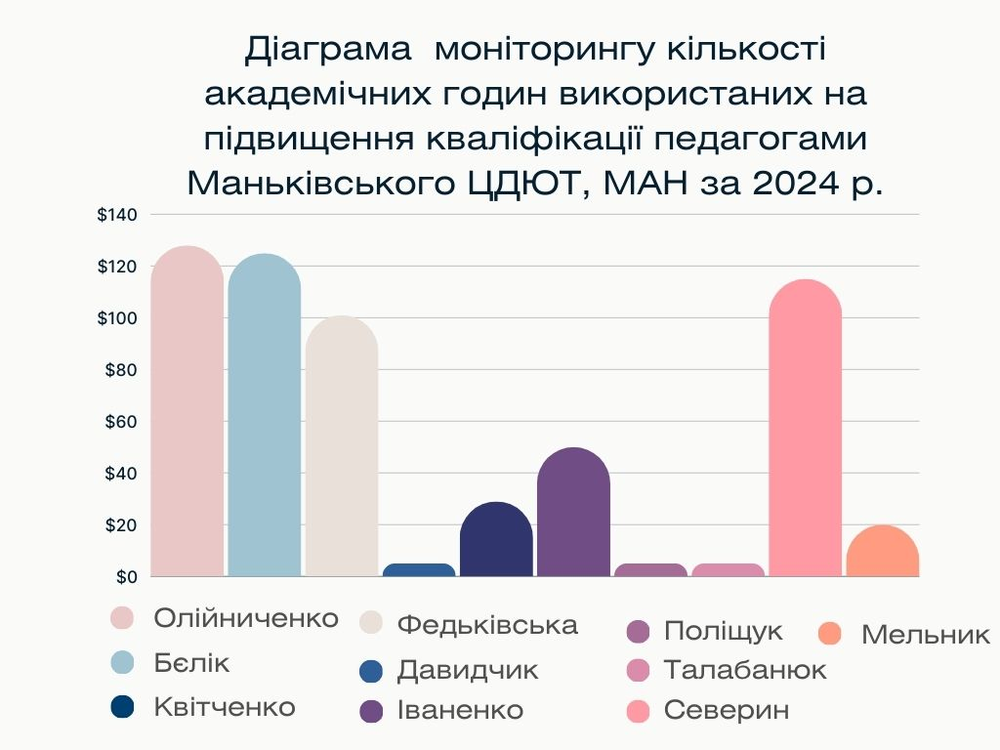 Діаграма моніторингу кількості
академічних годин використаних на
підвищення кваліфікації педагогами
Маньківського ЦДЮТ, МАН за 2024 р.
$140
$120
$100
$80
$60
$40
$20
$0
Олійниченко
Бєлік
Квітченко
Федьківська
Давидчик
Іваненко
Поліщук
Талабанюк
Северин
Мельник